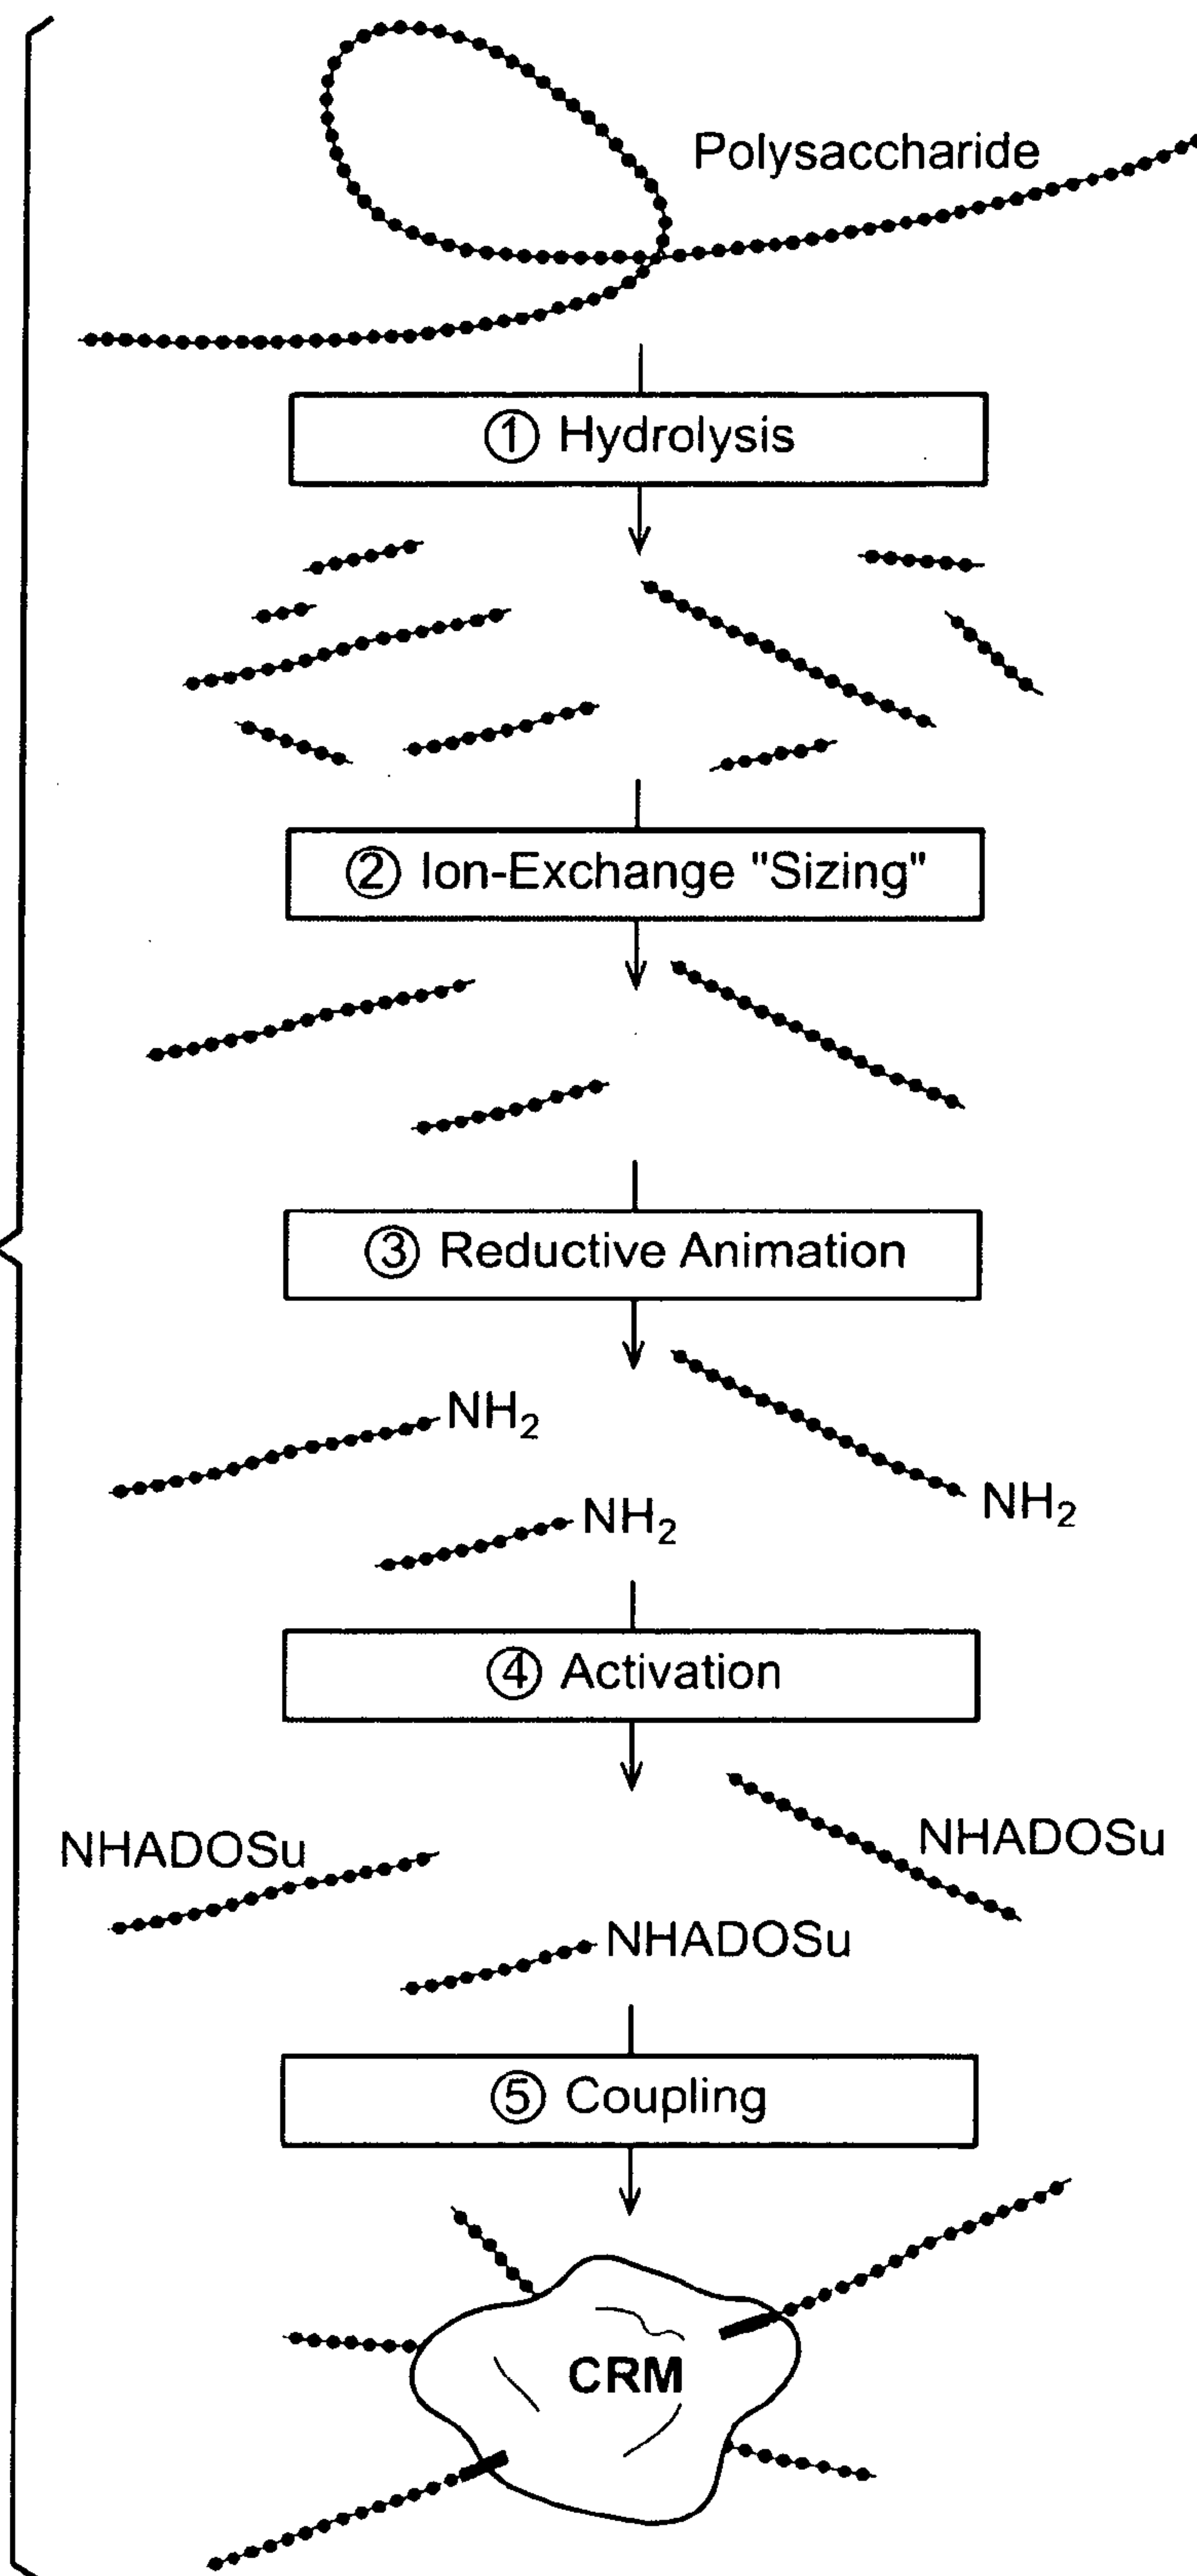 Polysaccharide
① Hydrolysis
② Ion-Exchange "Sizing"
③ Reductive Animation
NH₂
NH₂
NH₂
④ Activation
NHADOSu
NHADOSu
NHADOSu
⑤ Coupling
CRM